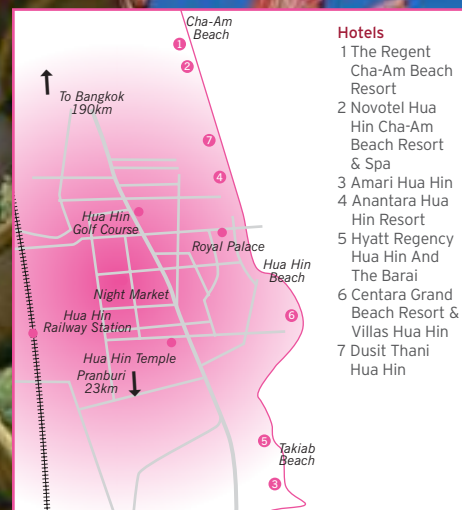 Cha-Am
Beach
1
2
To Bangkok
190km
7
4
Hua Hin
Golf Course
Royal Palace
Hua Hin
Beach
Night Market
Hua Hin
Railway Station
6
Hua Hin Temple
Pranburi
23km
5
Takiab
Beach
3
Hotels
1 The Regent
Cha-Am Beach
Resort
2 Novotel Hua
Hin Cha-Am
Beach Resort
& Spa
3 Amari Hua Hin
4 Anantara Hua
Hin Resort
5 Hyatt Regency
Hua Hin And
The Barai
6 Centara Grand
Beach Resort &
Villas Hua Hin
7 Dusit Thani
Hua Hin